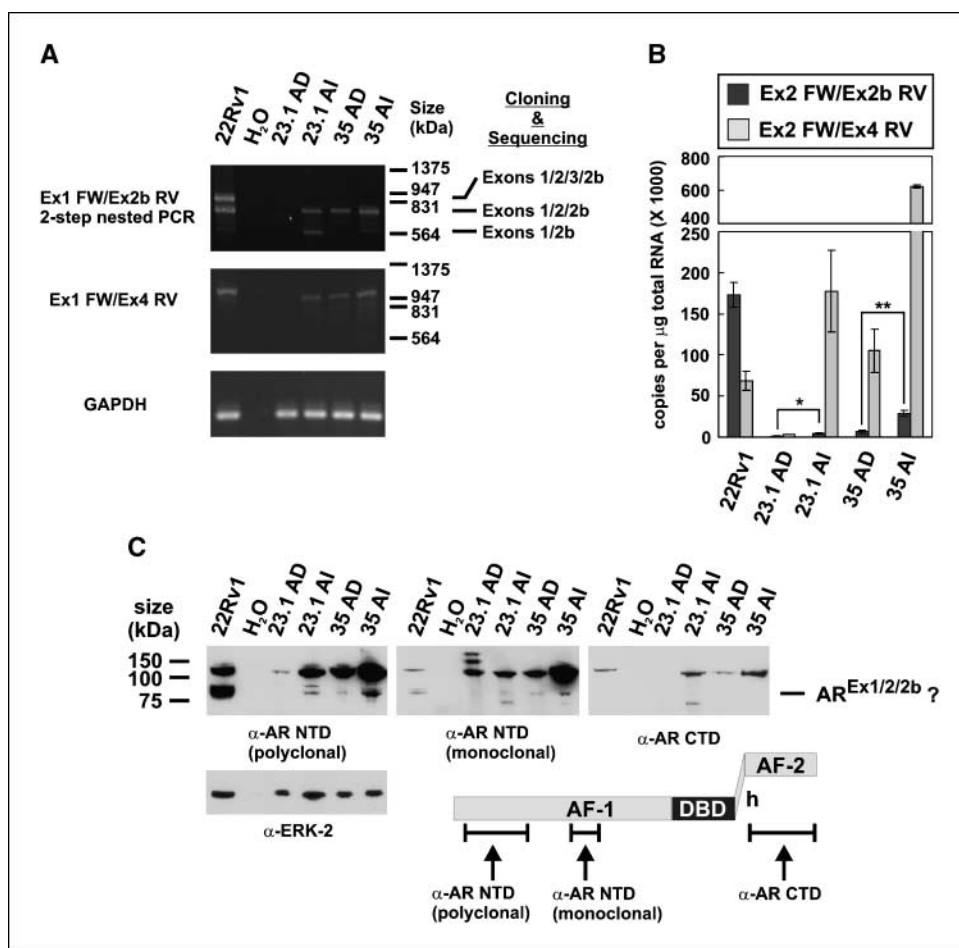 A
22Rv1
H2O
23.1 AD
23.1 AI
35 AD
35 AI
Size
(kDa)
Cloning
&
Sequencing
Ex1 FW/Ex2b RV
2-step nested PCR
1375
947
831
564
Exons 1/2/3/2b
Exons 1/2/2b
Exons 1/2b
Ex1 FW/Ex4 RV
1375
947
831
564
GAPDH
B
Ex2 FW/Ex2b RV
Ex2 FW/Ex4 RV
copies per μg total RNA (X 1000)
800
600
400
250
200
150
100
50
0
*
**
22Rv1
23.1 AD
23.1 AI
35 AD
35 AI
C
size
(kDa)
150
100
75
22Rv1
H2O
23.1 AD
23.1 AI
35 AD
35 AI
22Rv1
H2O
23.1 AD
23.1 AI
35 AD
35 AI
22Rv1
H2O
23.1 AD
23.1 AI
35 AD
35 AI
AR Ex1/2/2b ?
α-AR NTD
(polyclonal)
α-AR NTD
(monoclonal)
α-AR CTD
α-ERK-2
AF-1
DBD
h
AF-2
α-AR NTD
(polyclonal)
α-AR NTD
(monoclonal)
α-AR CTD